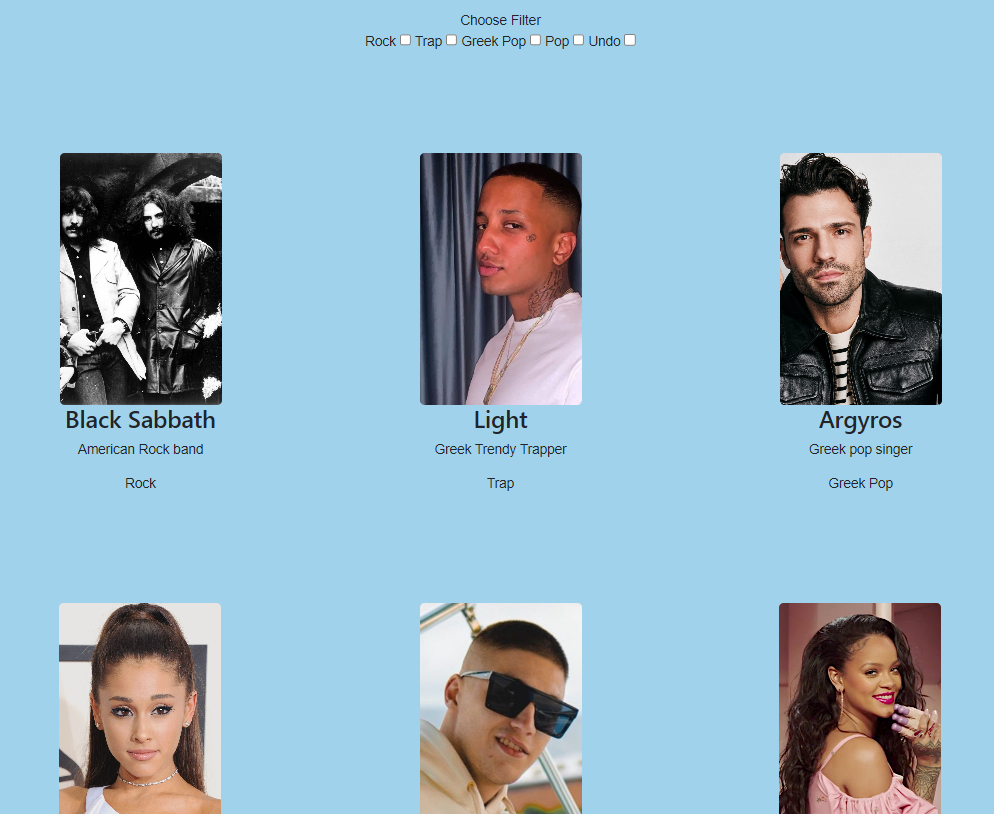 Choose Filter
Rock Trap Greek Pop Pop Undo
Black Sabbath
American Rock band
Rock
Light
Greek Trendy Trapper
Trap
Argyros
Greek pop singer
Greek Pop